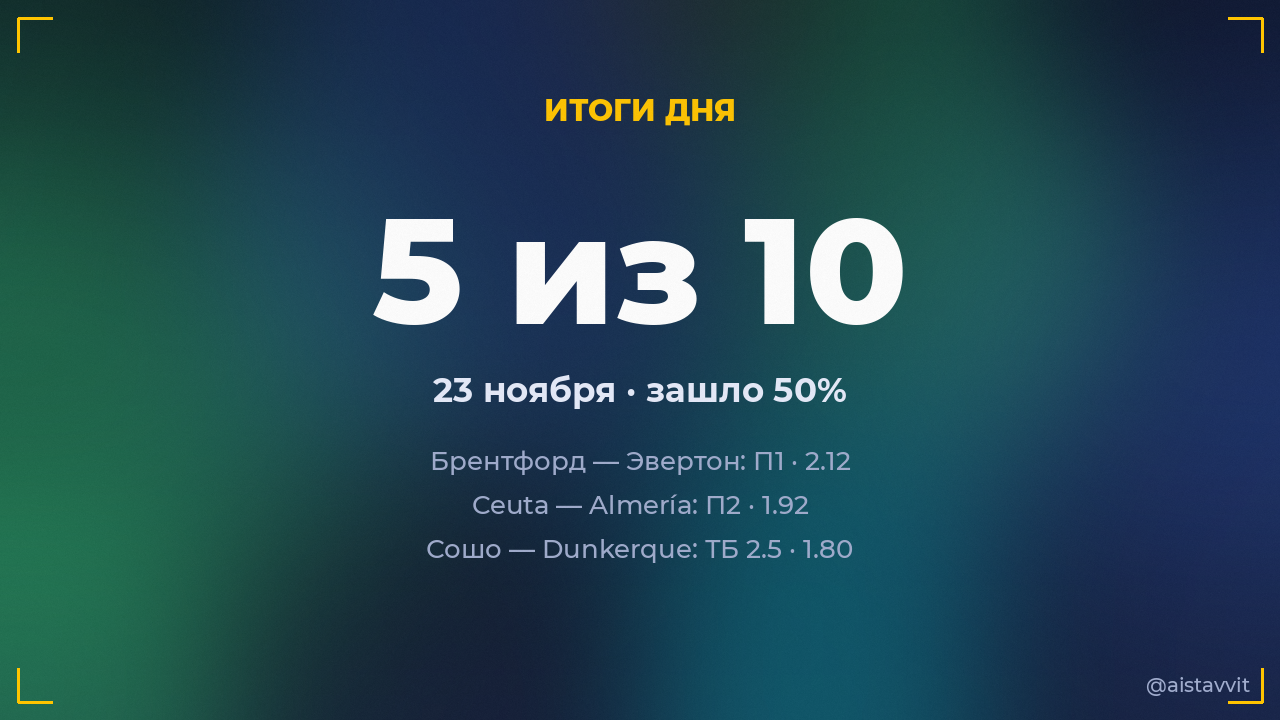 ИТОГИ ДНЯ
5 из 10
23 ноября · зашло 50%
Брентфорд — Эвертон: П1 · 2.12
Ceuta — Almería: П2 · 1.92
Сошо — Dunkerque: ТБ 2.5 · 1.80
@aistavvit